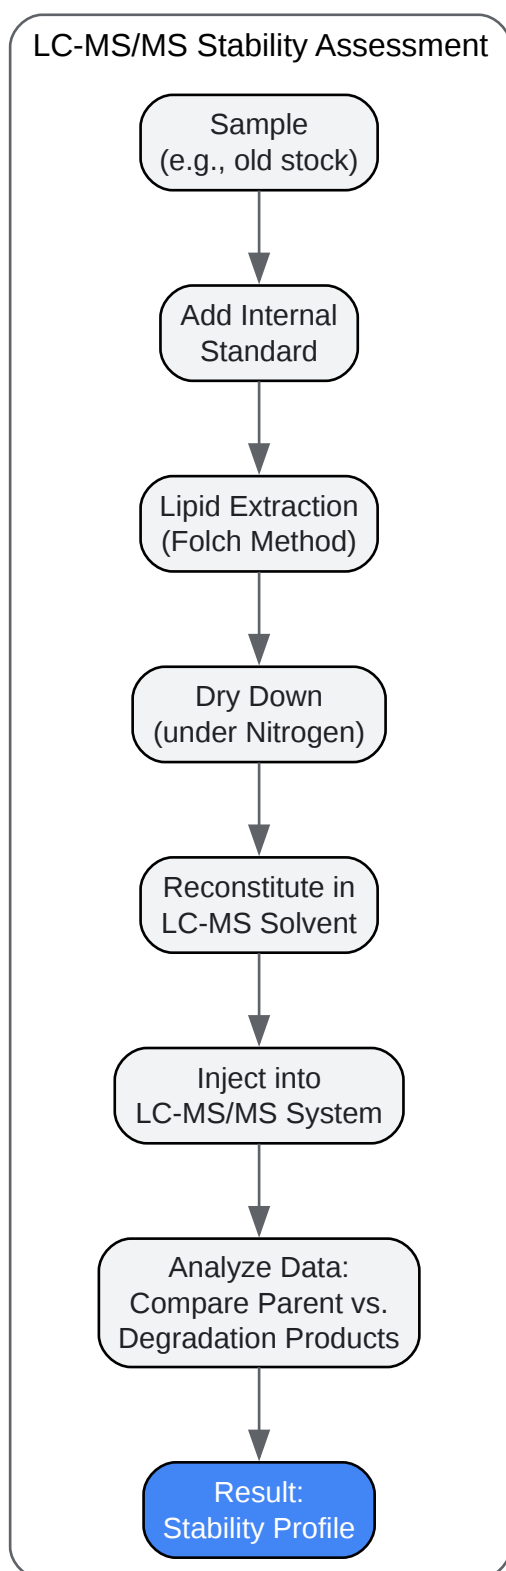 LC-MS/MS Stability Assessment
Sample
(e.g., old stock)
Add Internal
Standard
Lipid Extraction
(Folch Method)
Dry Down
(under Nitrogen)
Reconstitute in
LC-MS Solvent
Inject into
LC-MS/MS System
Analyze Data:
Compare Parent vs.
Degradation Products
Result:
Stability Profile